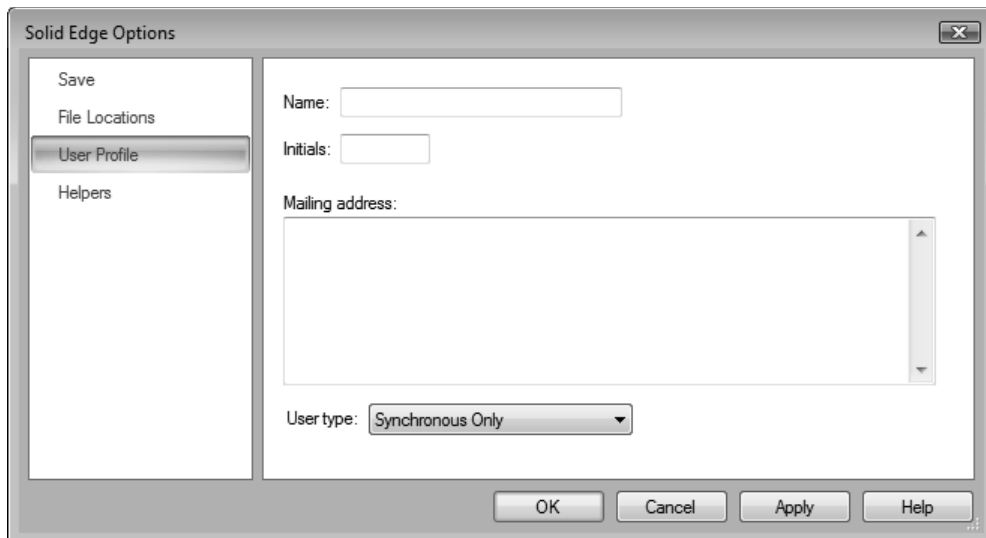 Solid Edge Options
Save
File Locations
User Profile
Helpers
Name:
Initials:
Mailing address:
User type: Synchronous Only
OK Cancel Apply Help